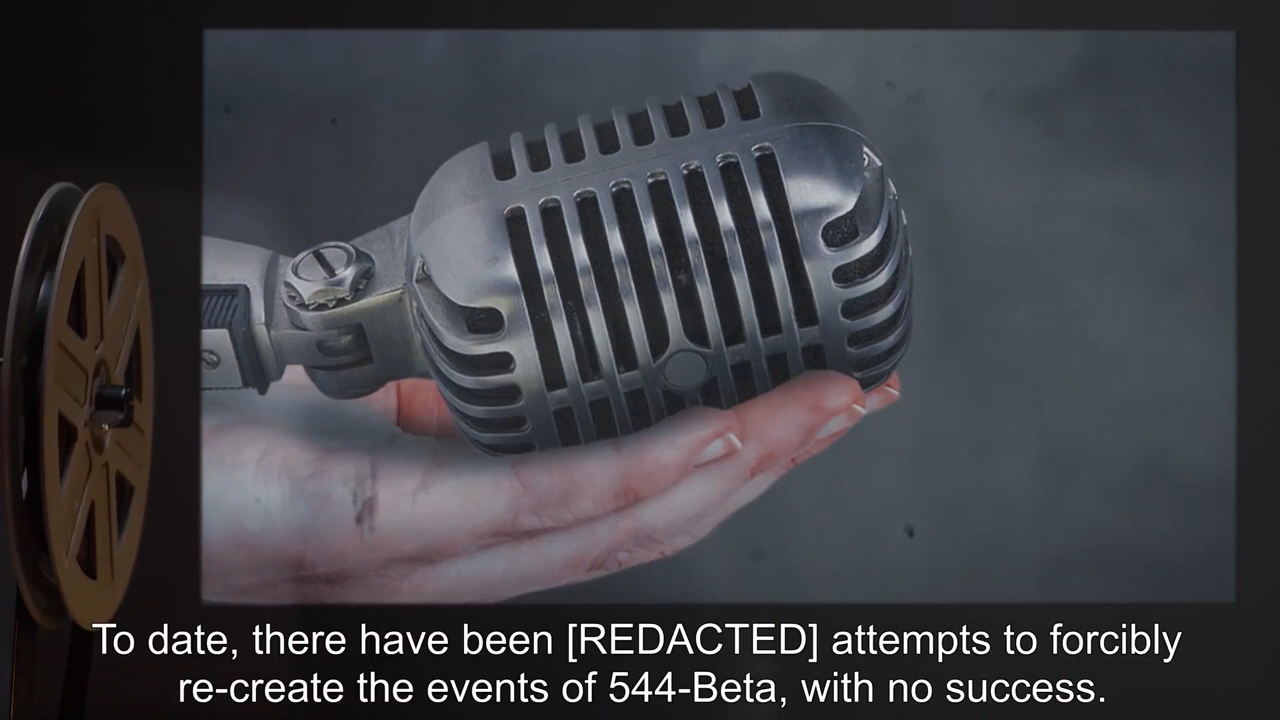 To date, there have been [REDACTED] attempts to forcibly
re-create the events of 544-Beta, with no success.